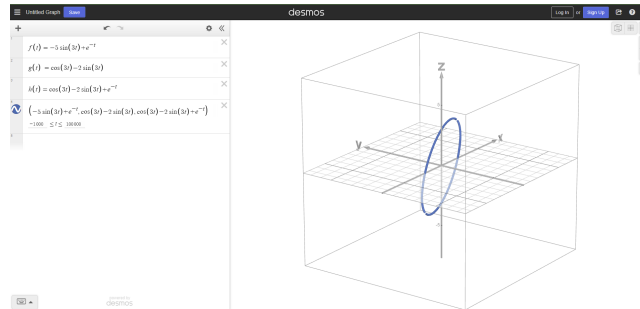 Untitled Graph Save desmos Log In or Sign Up
f(t) = −5 sin(3t)+e^{−t}
g(t) = cos(3t)−2 sin(3t)
h(t) = cos(3t)−2 sin(3t)+e^{−t}
(−5 sin(3t)+e^{−t}, cos(3t)−2 sin(3t), cos(3t)−2 sin(3t)+e^{−t})
z
y
x
powered by
desmos